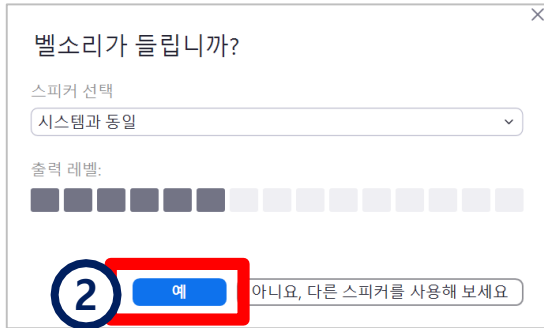 벨소리가 들립니까?
스피커 선택
시스템과 동일
출력 레벨:
2 예 아니요, 다른 스피커를 사용해 보세요